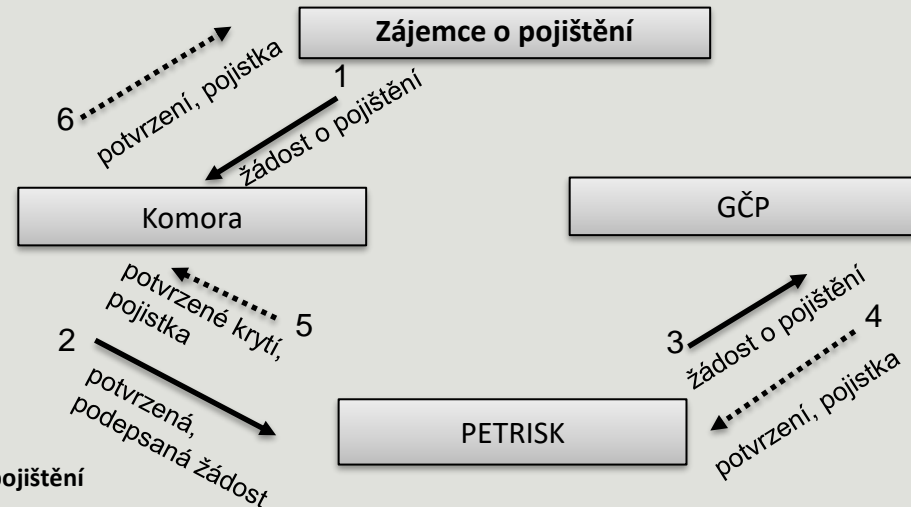 Zájemce o pojištění
6
potvrzení, pojistka
1
žádost o pojištění
Komora
GČP
potvrzené krytí,
pojistka
5
2
potvrzená,
podepsaná žádost
3
žádost o pojištění
4
potvrzení, pojistka
PETRISK
pojištění